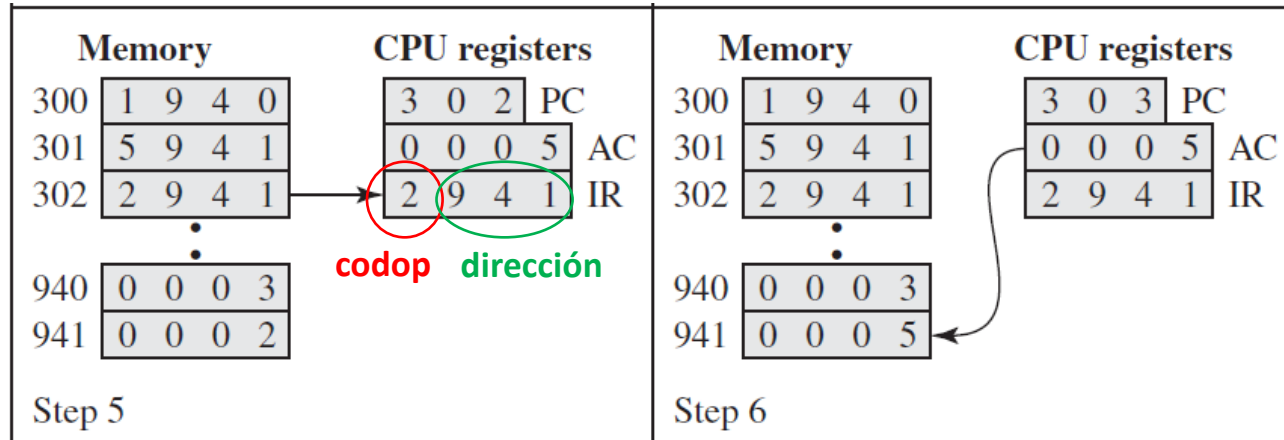 Memory CPU registers
300 1 9 4 0 3 0 2 PC
301 5 9 4 1 0 0 0 5 AC
302 2 9 4 1 2 9 4 1 IR
codop dirección
940 0 0 0 3
941 0 0 0 2
Step 5
Memory CPU registers
300 1 9 4 0 3 0 3 PC
301 5 9 4 1 0 0 0 5 AC
302 2 9 4 1 2 9 4 1 IR
940 0 0 0 3
941 0 0 0 5
Step 6